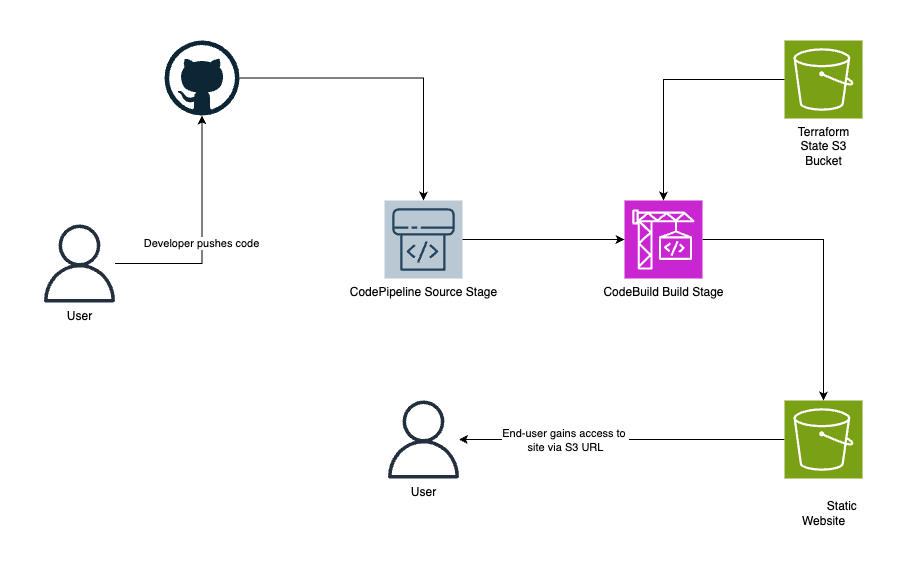 Terraform
State S3
Bucket
Developer pushes code
User
CodePipeline Source Stage
CodeBuild Build Stage
End-user gains access to
site via S3 URL
User
Static
Website